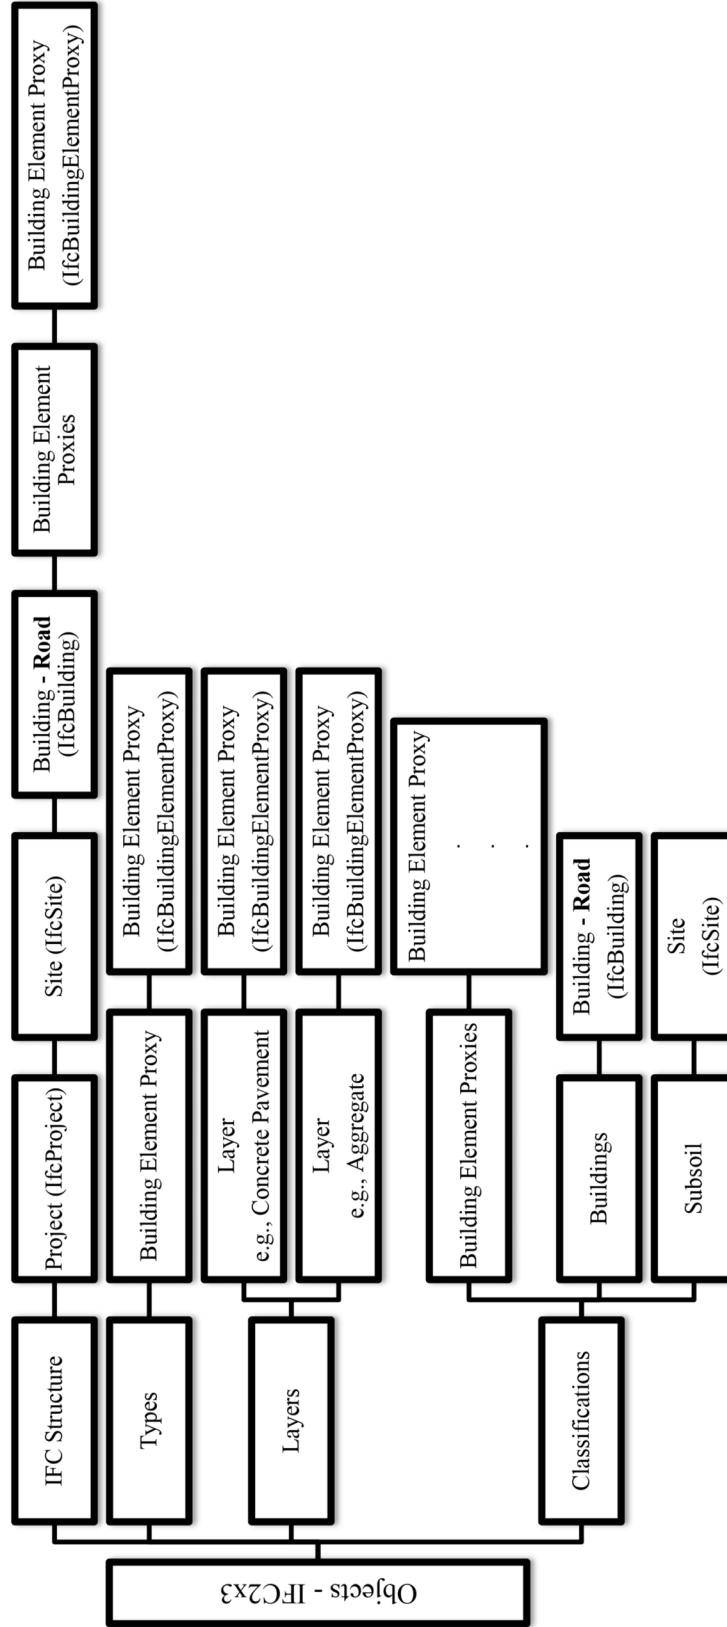 Objects - IFC2x3
IFC Structure
Project (IfcProject)
Site (IfcSite)
Building - Road
(IfcBuilding)
Building Element
Proxies
Building Element Proxy
(IfcBuildingElementProxy)
Types
Building Element Proxy
Building Element Proxy
(IfcBuildingElementProxy)
Layers
Layer
e.g., Concrete Pavement
Building Element Proxy
(IfcBuildingElementProxy)
Layer
e.g., Aggregate
Building Element Proxy
(IfcBuildingElementProxy)
Classifications
Building Element Proxies
Building Element Proxy
.
.
.
Buildings
Building - Road
(IfcBuilding)
Subsoil
Site
(IfcSite)